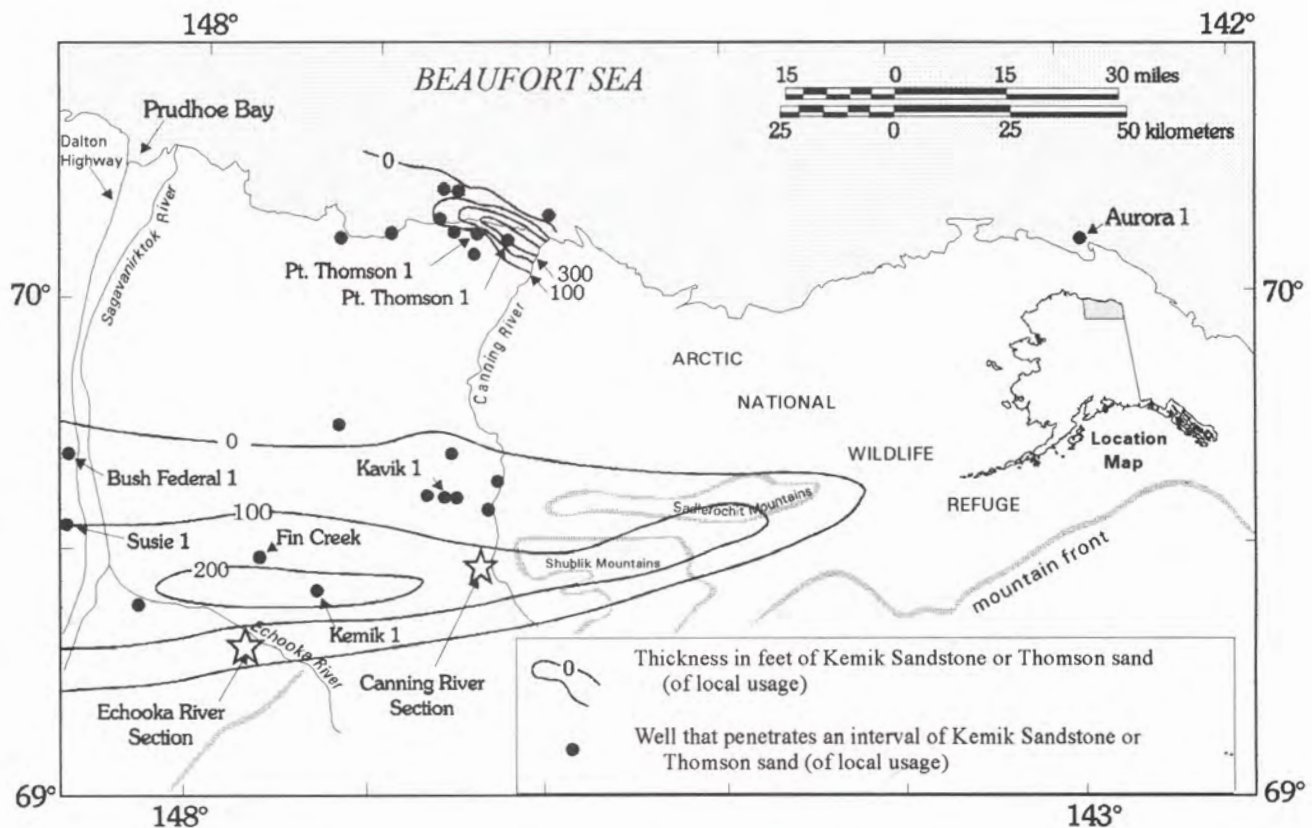 148°
142°
BEAUFORT SEA
15 0 15 30 miles
25 0 25 50 kilometers
Prudhoe Bay
Dalton
Highway
Sagavanirktok River
0
Aurora 1
Pt. Thomson 1
300
Pt. Thomson 1
100
70°
70°
Canning River
ARCTIC
NATIONAL
WILDLIFE
REFUGE
Location
Map
0
Bush Federal 1
Kavik 1
Sadlerochit Mountains
100
Susie 1
Fin Creek
Shublik Mountains
mountain front
200
Echooka River
Kemik 1
Canning River
Section
Echooka River
Section
0
Thickness in feet of Kemik Sandstone or Thomson sand
(of local usage)
Well that penetrates an interval of Kemik Sandstone or
Thomson sand (of local usage)
69°
69°
148°
143°